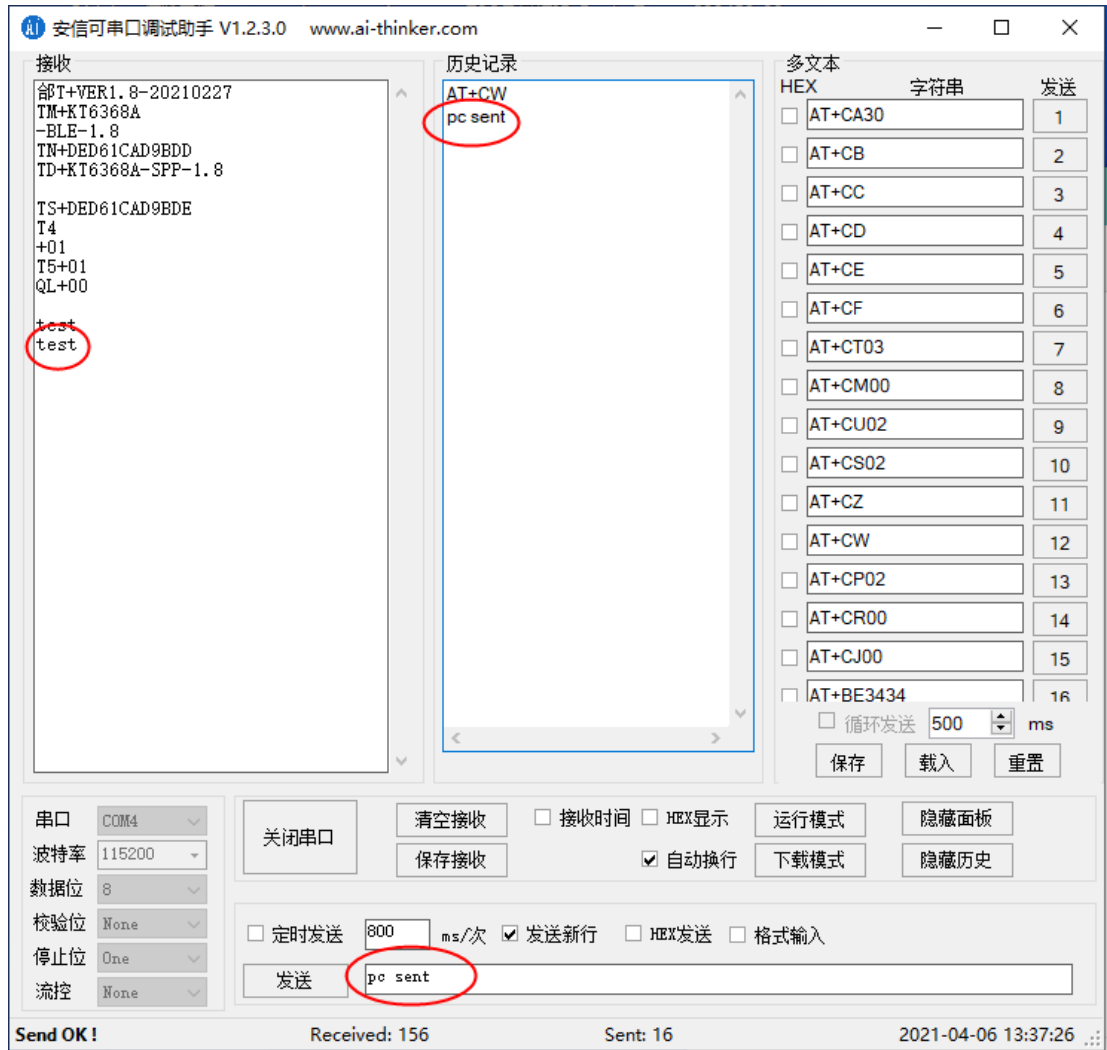 安信可串口调试助手 V1.2.3.0 www.ai-thinker.com
接收
部T+VER1.8-20210227
TM+KT6368A
-BLE-1.8
TN+DED61CAD9BDD
TD+KT6368A-SPP-1.8
TS+DED61CAD9BDE
T4
+01
T5+01
QL+00
test
test
历史记录
AT+CW
pc sent
多文本
HEX 字符串 发送
AT+CA30 1
AT+CB 2
AT+CC 3
AT+CD 4
AT+CE 5
AT+CF 6
AT+CT03 7
AT+CM00 8
AT+CU02 9
AT+CS02 10
AT+CZ 11
AT+CW 12
AT+CP02 13
AT+CR00 14
AT+CJ00 15
AT+BE3434 16
循环发送 500 ms
保存 载入 重置
串口 COM4
波特率 115200
数据位 8
校验位 None
停止位 One
流控 None
关闭串口
清空接收 接收时间 HEX显示 运行模式 隐藏面板
保存接收 自动换行 下载模式 隐藏历史
定时发送 800 ms/次 发送新行 HEX发送 格式输入
发送 pc sent
Send OK! Received: 156 Sent: 16 2021-04-06 13:37:26